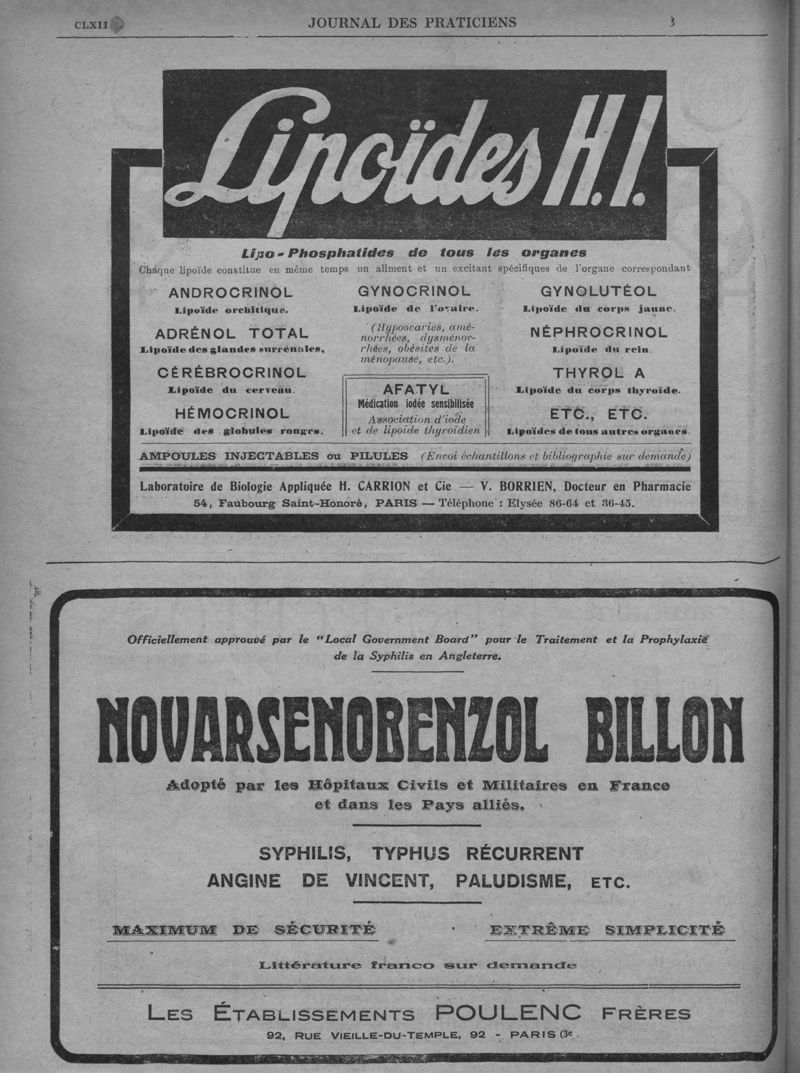 CLXII
JOURNAL DES PRATICIENS
3
Lipoïdes H.I.
Lipo-Phosphatides de tous les organes
Chaque lipoïde constitue en même temps un aliment et un excitant spécifiques de l'organe correspondant
ANDROCRINOL
Lipoïde orchitique.
ADRÉNOL TOTAL
Lipoïde des glandes surrénales.
CÉRÉBROCRINOL
Lipoïde du cerveau.
HÉMOCRINOL
Lipoïde des globules rouges.
GYNOCRINOL
Lipoïde de l'ovaire.
(Hypoovaries, amé-
norrhées, dysménor-
rhées, obésités de la
ménopause, etc.).
AFATYL
Médication iodée sensibilisée
Association d'iode
et de lipoïde thyroïdien
GYNOLUTÉOL
Lipoïde du corps jaune.
NÉPHROCRINOL
Lipoïde du rein.
THYROL A
Lipoïde du corps thyroïde.
ETC., ETC.
Lipoïdes de tous autres organes.
AMPOULES INJECTABLES ou PILULES (Envoi échantillons et bibliographie sur demande)
Laboratoire de Biologie Appliquée H. CARRION et Cie — V. BORRIEN, Docteur en Pharmacie
54, Faubourg Saint-Honoré, PARIS — Téléphone : Elysée 36-64 et 36-45.
Officiellement approuvé par le "Local Government Board" pour le Traitement et la Prophylaxie
de la Syphilis en Angleterre.
NOVARSENOBENZOL BILLON
Adopté par les Hôpitaux Civils et Militaires en France
et dans les Pays alliés.
SYPHILIS, TYPHUS RÉCURRENT
ANGINE DE VINCENT, PALUDISME, ETC.
MAXIMUM DE SÉCURITÉ
EXTRÊME SIMPLICITÉ
Littérature franco sur demande
LES ÉTABLISSEMENTS POULENC FRÈRES
92, RUE VIEILLE-DU-TEMPLE, 92 - PARIS (3e